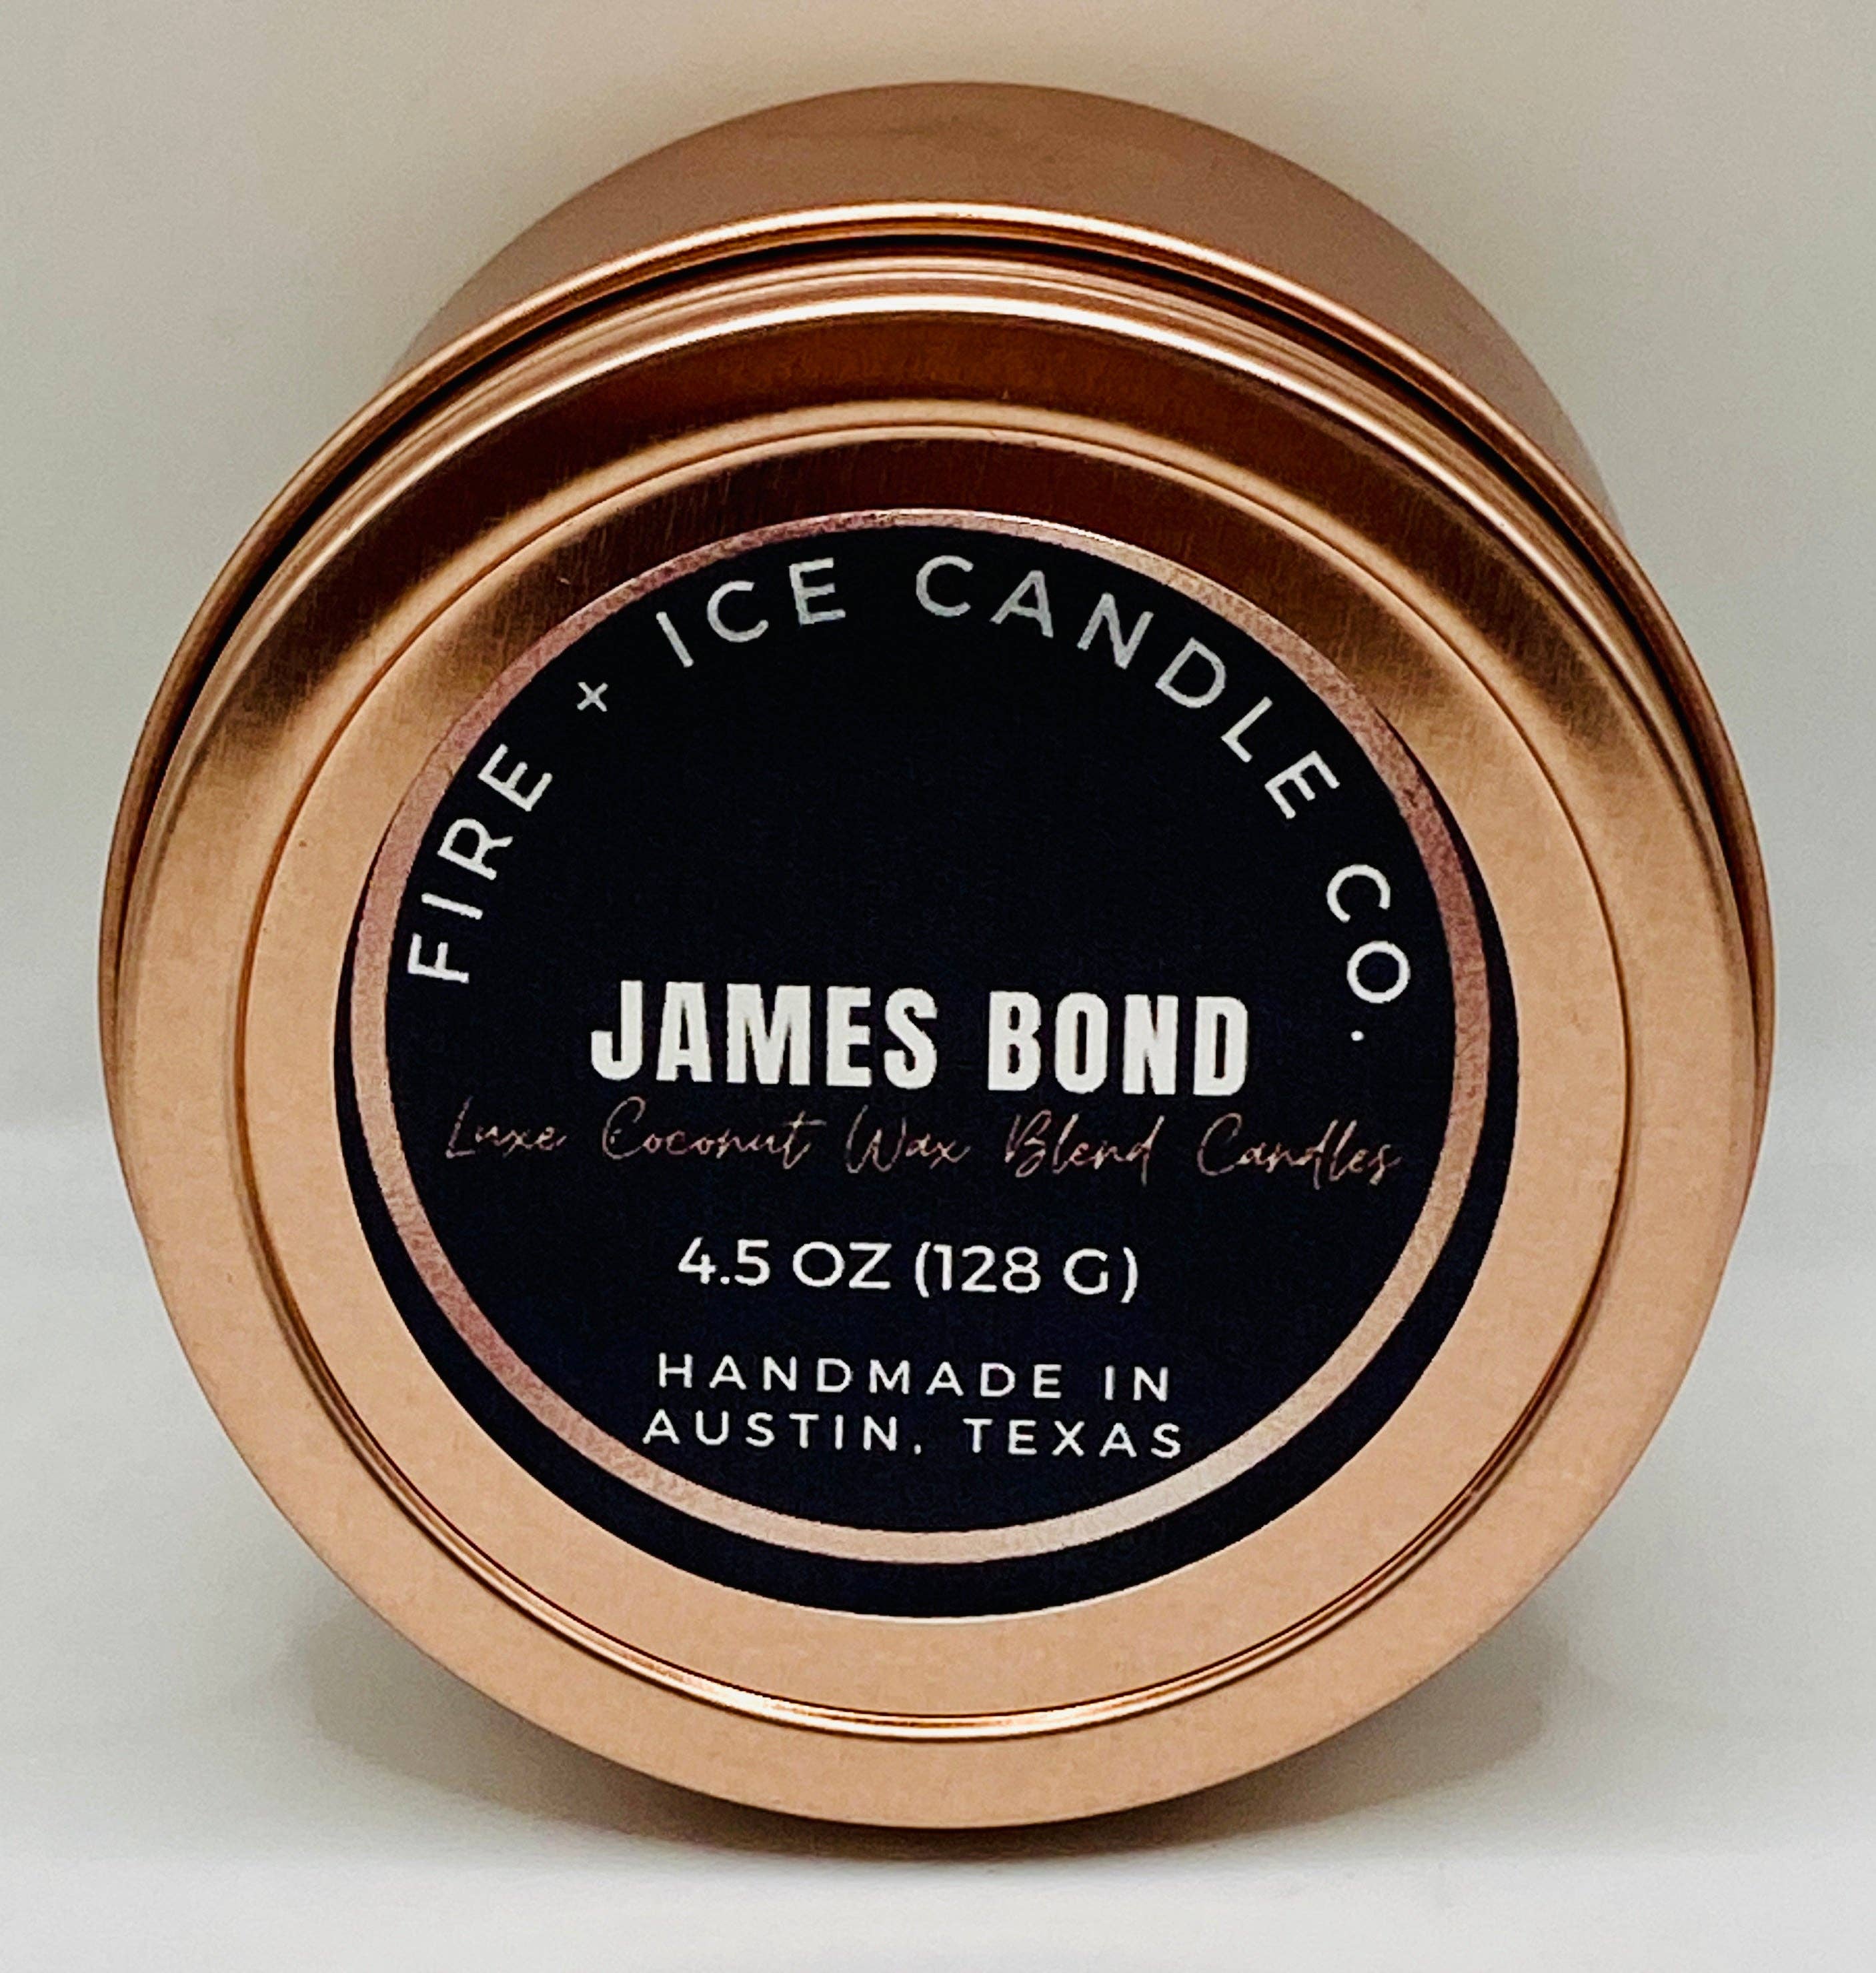 FIRE + ICE CANDLE CO.
JAMES BOND
Luxe Coconut Wax Blend Candles
4.5 OZ (128 G)
HANDMADE IN
AUSTIN, TEXAS